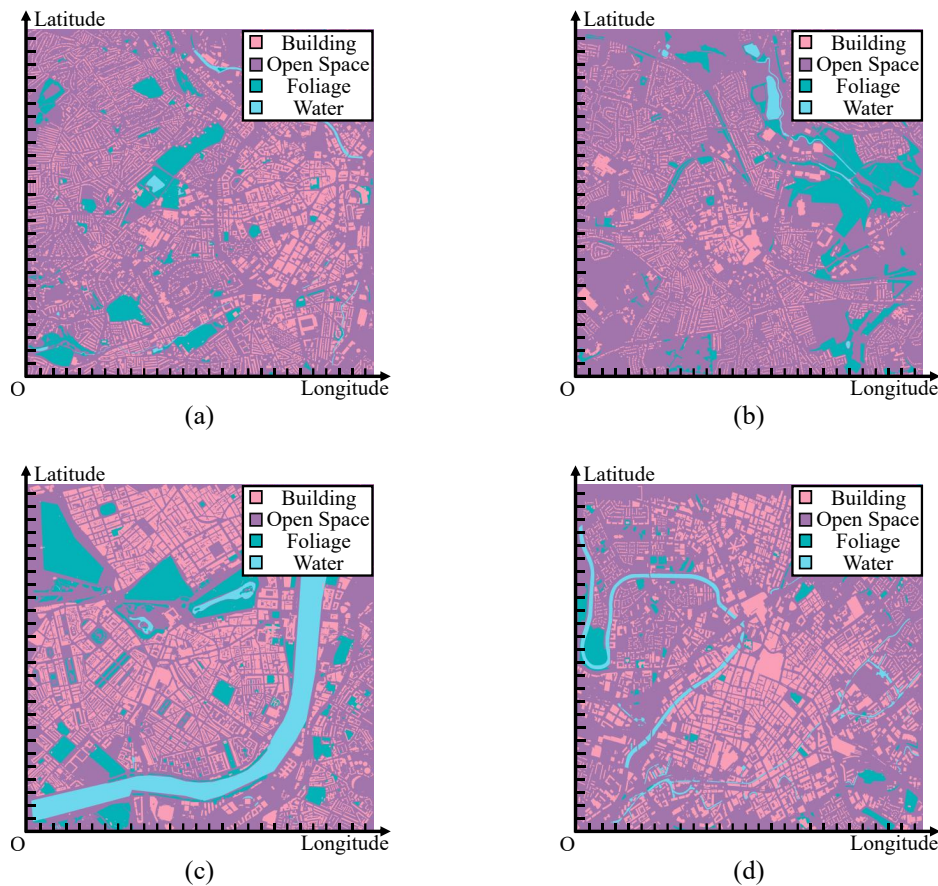 Latitude
Building
Open Space
Foliage
Water
O
Longitude
(a)
Latitude
Building
Open Space
Foliage
Water
O
Longitude
(b)
Latitude
Building
Open Space
Foliage
Water
O
Longitude
(c)
Latitude
Building
Open Space
Foliage
Water
O
Longitude
(d)